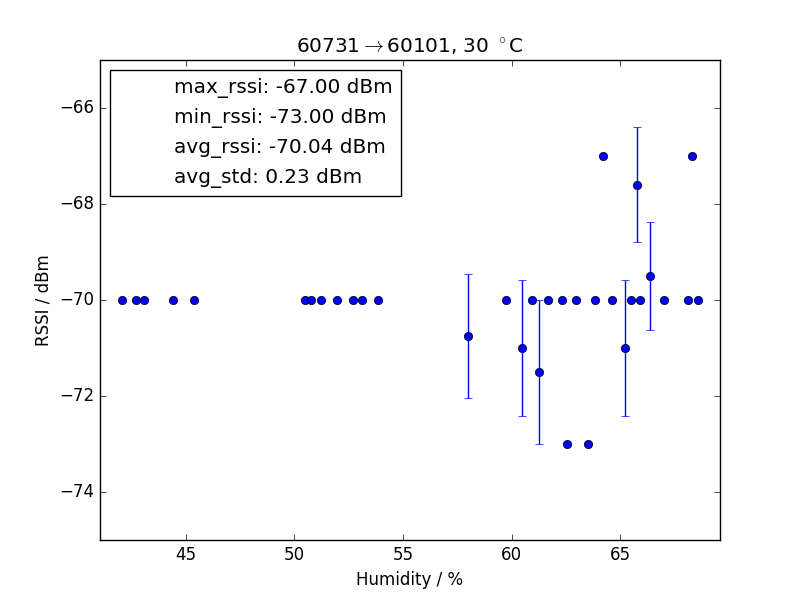 60731→60101, 30 °C
max_rssi: -67.00 dBm
min_rssi: -73.00 dBm
avg_rssi: -70.04 dBm
avg_std: 0.23 dBm
RSSI / dBm
−66
−68
−70
−72
−74
45 50 55 60 65
Humidity / %